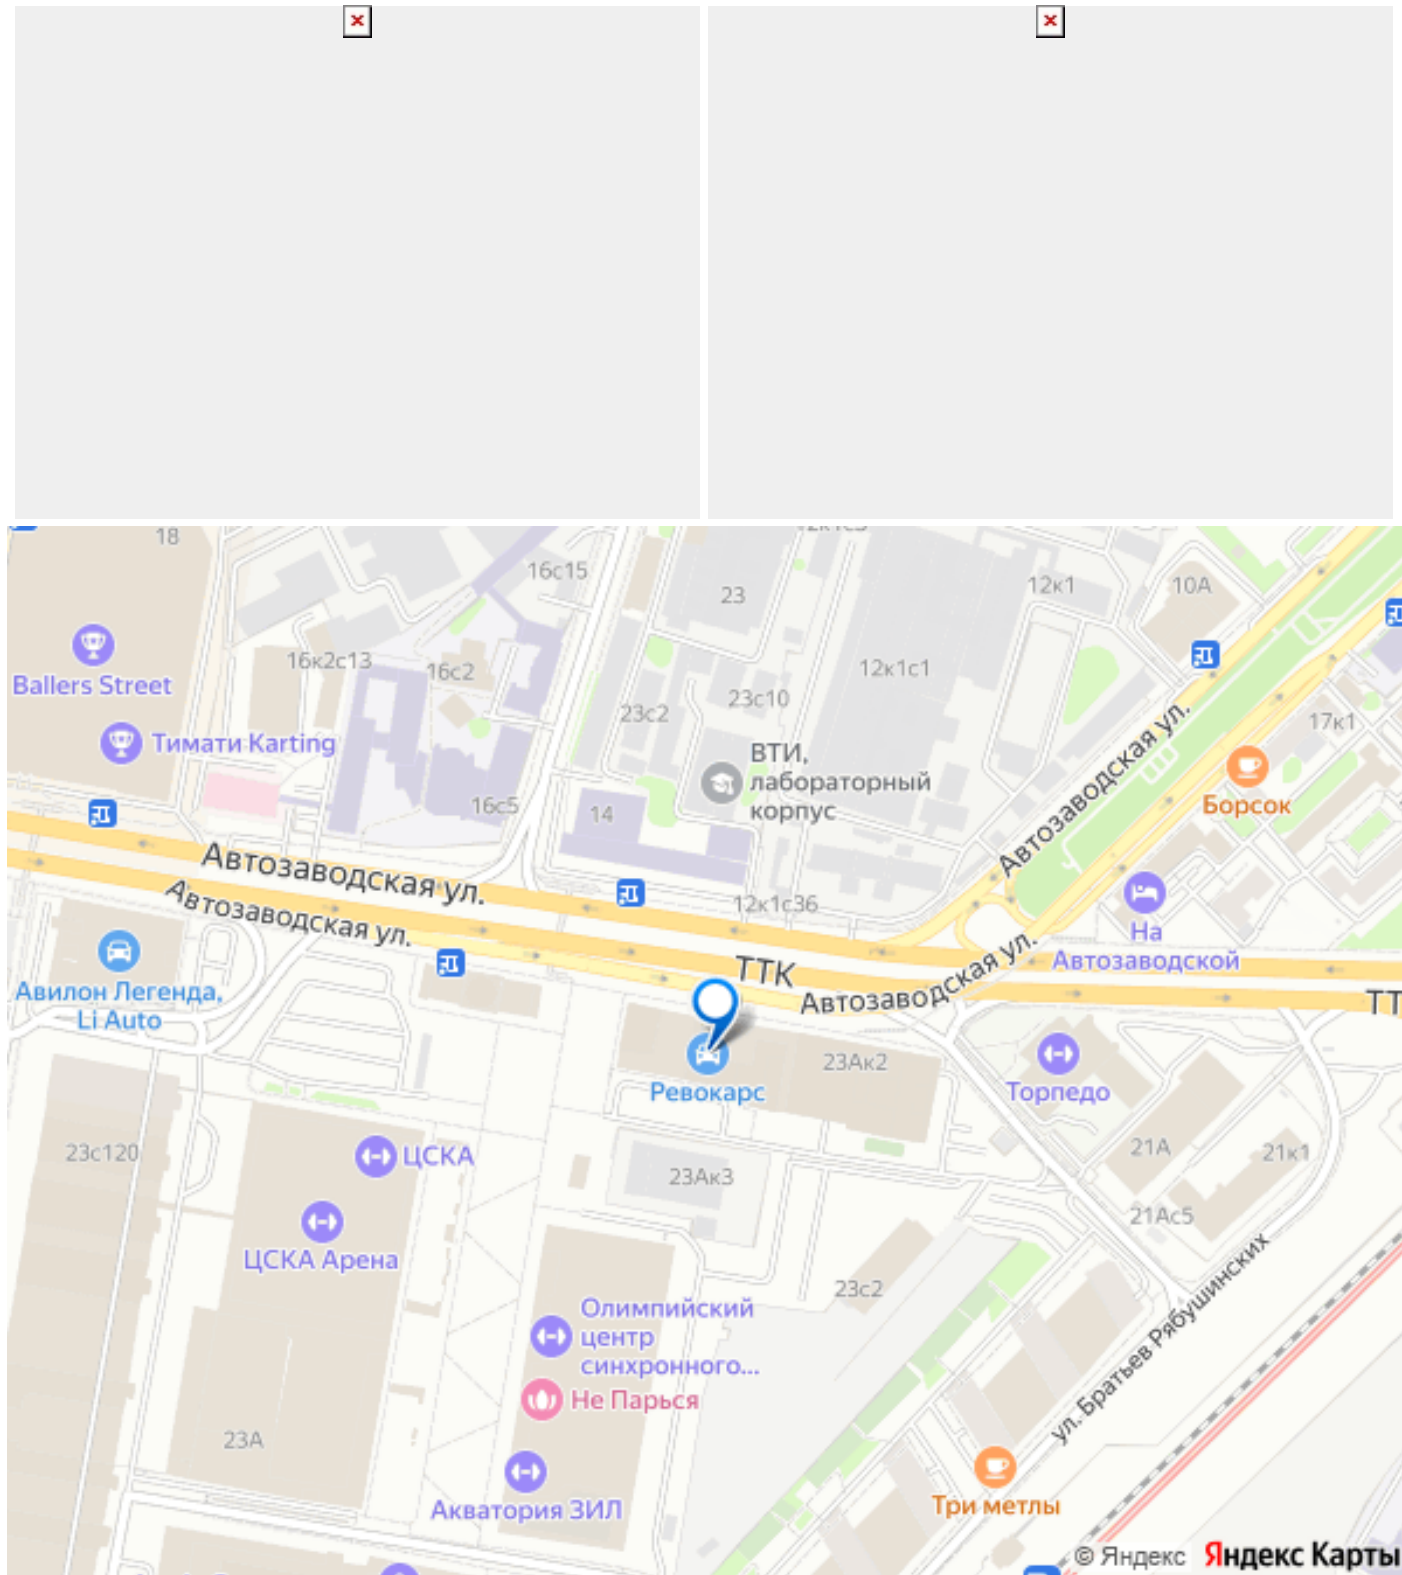 18
16с15
23
12к1
10А
Ballers Street
16к2с13
16с2
12к1с1
23с10
23с2
17к1
Тимати Karting
ВТИ,
лабораторный
корпус
Автозаводская ул.
Борсок
16с5
14
Автозаводская ул.
Автозаводская ул.
12к1с36
На
Автозаводской
ТТК
Автозаводская ул.
ТТ
Авилон Легенда,
Li Auto
23Ак2
Ревокарс
Торпедо
23с120
ЦСКА
21А
21к1
23Ак3
21Ас5
ЦСКА Арена
23с2
ул. Братьев Рябушинских
Олимпийский
центр
синхронного...
Не Парься
23А
Акватория ЗИЛ
Три метлы
© Яндекс Яндекс Карты